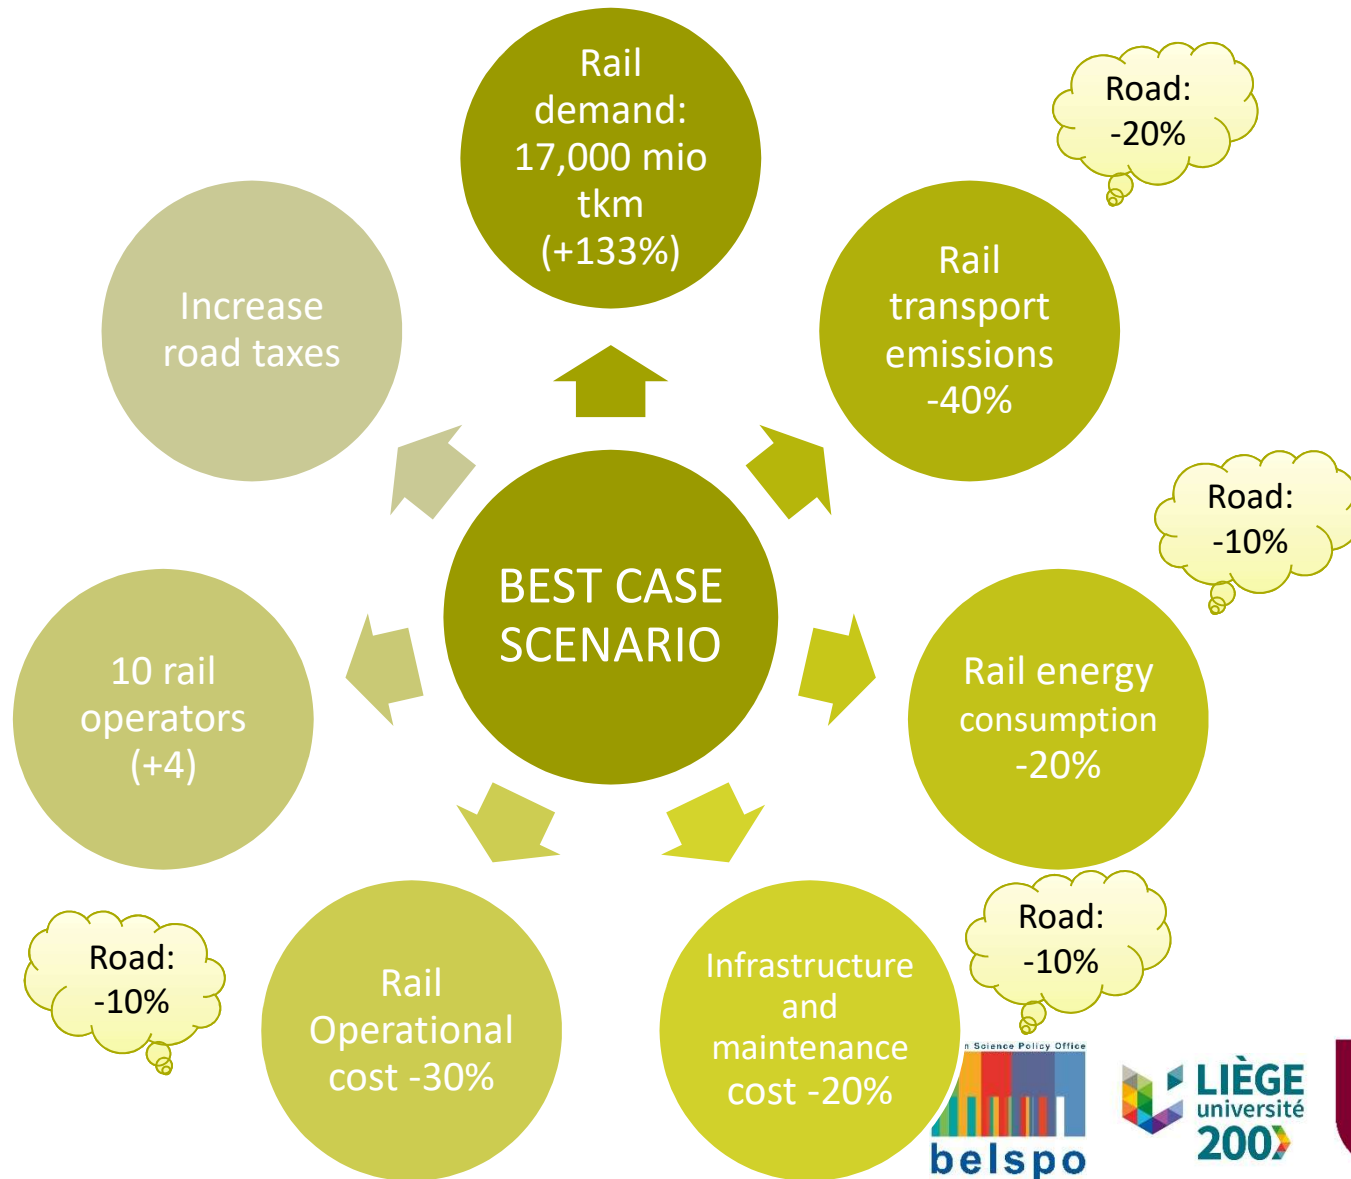 Rail
demand:
17,000 mio
tkm
(+133%)
Road:
-20%
Rail
transport
emissions
-40%
Increase
road taxes
Road:
-10%
BEST CASE
SCENARIO
Rail energy
consumption
-20%
10 rail
operators
(+4)
Road:
-10%
Infrastructure
and
maintenance
cost -20%
Road:
-10%
Rail
Operational
cost -30%
Science Policy Office
belspo
LIÈGE
université
200